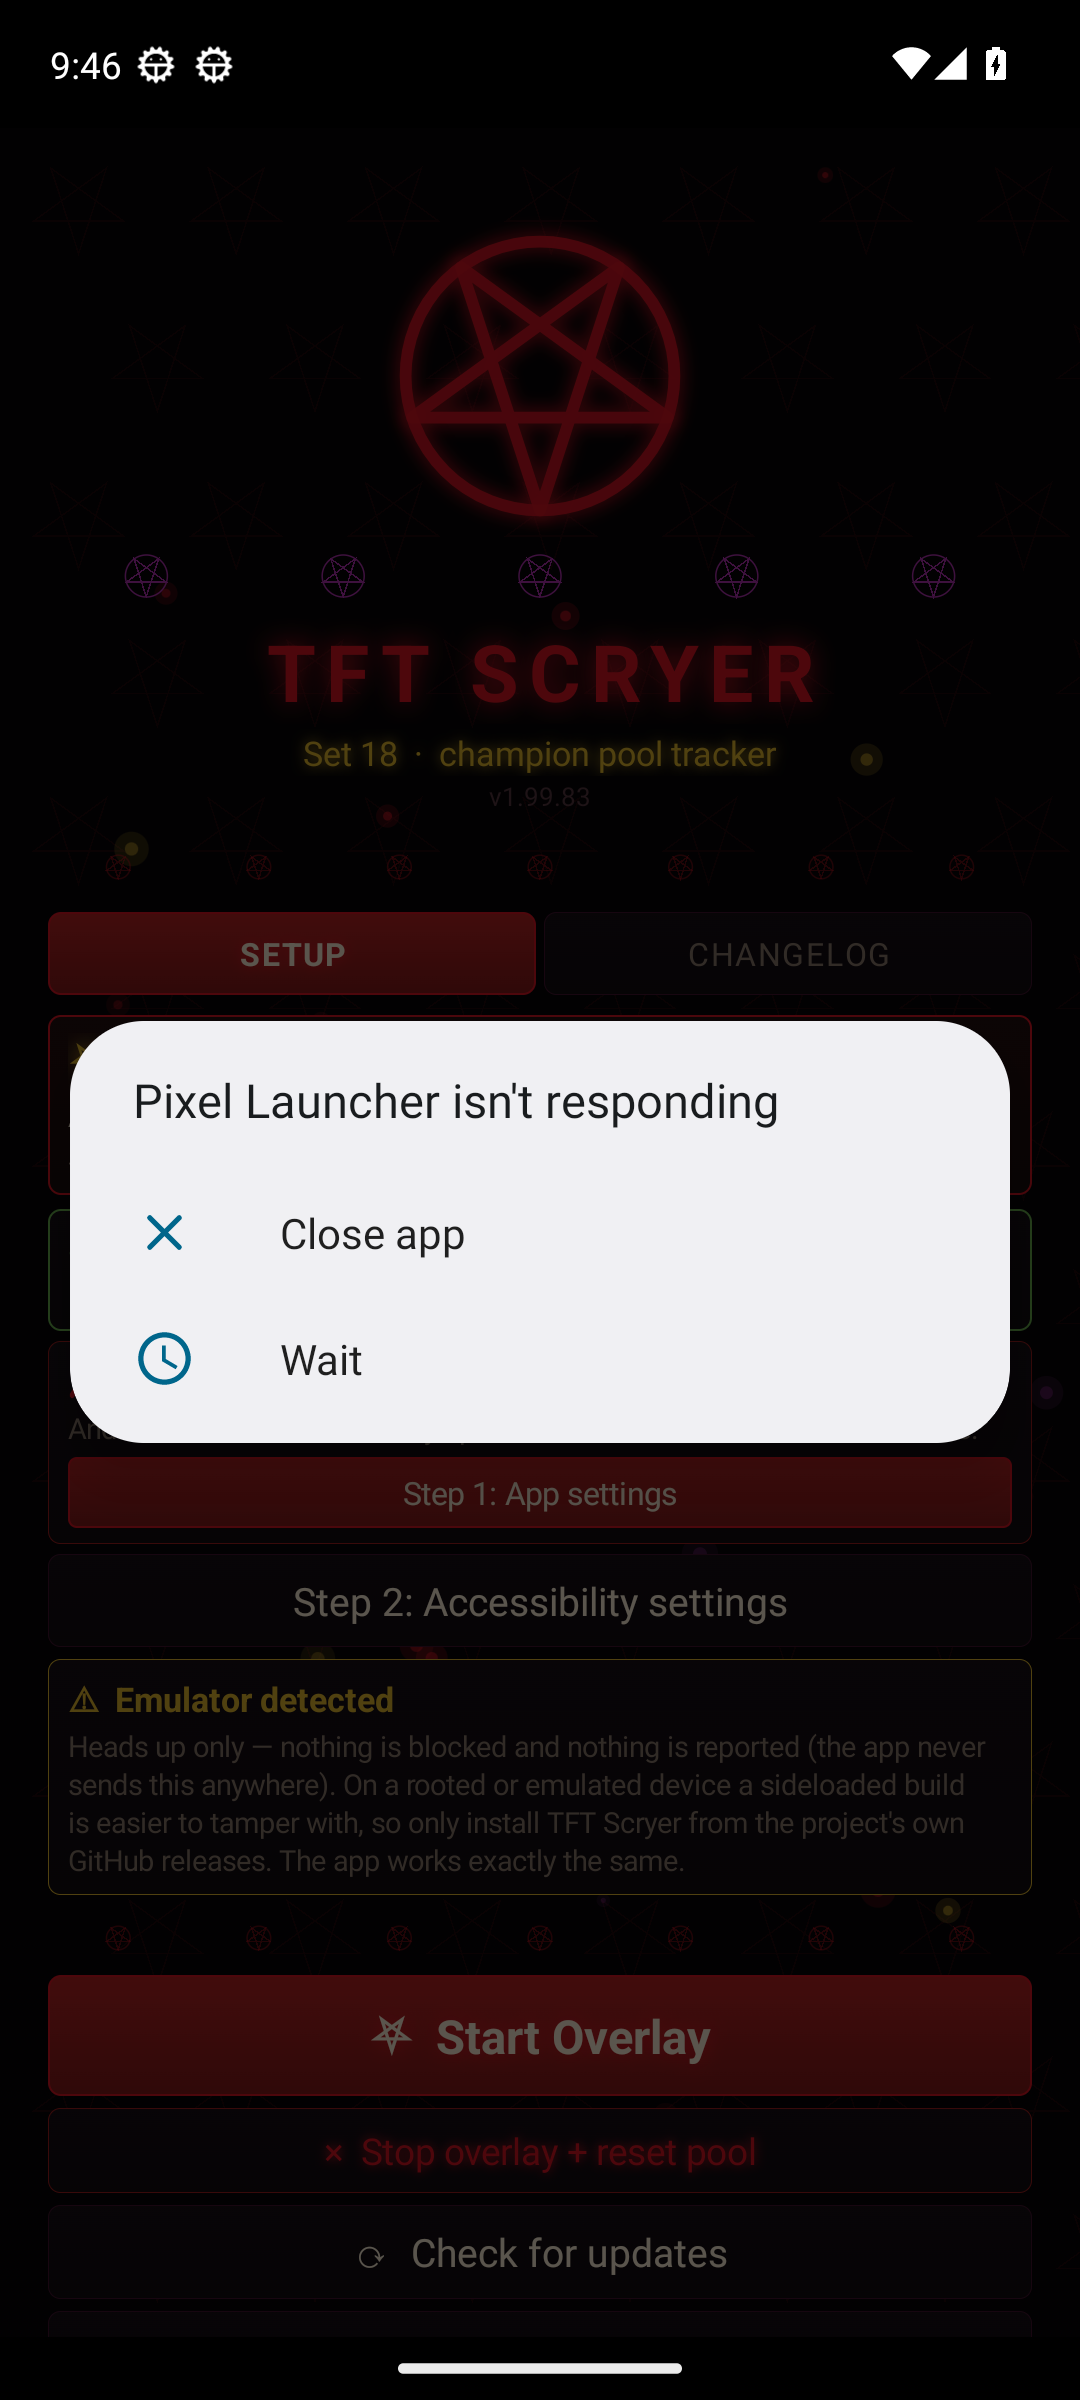 9:46
TFT SCRYER
Set 18 · champion pool tracker
v1.99.83
SETUP
CHANGELOG
Pixel Launcher isn't responding
Close app
Wait
Step 1: App settings
Step 2: Accessibility settings
⚠ Emulator detected
Heads up only — nothing is blocked and nothing is reported (the app never
sends this anywhere). On a rooted or emulated device a sideloaded build
is easier to tamper with, so only install TFT Scryer from the project's own
GitHub releases. The app works exactly the same.
Start Overlay
× Stop overlay + reset pool
⟳ Check for updates